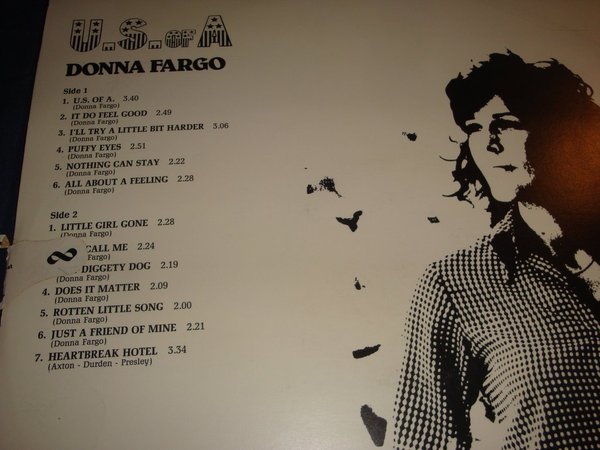 U.S. OF A
DONNA FARGO
Side 1
1. U.S. OF A. 3.40
(Donna Fargo)
2. IT DO FEEL GOOD 2.49
(Donna Fargo)
3. I'LL TRY A LITTLE BIT HARDER 3.06
(Donna Fargo)
4. PUFFY EYES 2.51
(Donna Fargo)
5. NOTHING CAN STAY 2.22
(Donna Fargo)
6. ALL ABOUT A FEELING 2.28
(Donna Fargo)
Side 2
1. LITTLE GIRL GONE 2.28
(Donna Fargo)
CALL ME 2.24
Fargo)
DIGGETY DOG 2.19
(Donna Fargo)
4. DOES IT MATTER 2.09
(Donna Fargo)
5. ROTTEN LITTLE SONG 2.00
(Donna Fargo)
6. JUST A FRIEND OF MINE 2.21
(Donna Fargo)
7. HEARTBREAK HOTEL 3.34
(Axton - Durden - Presley)